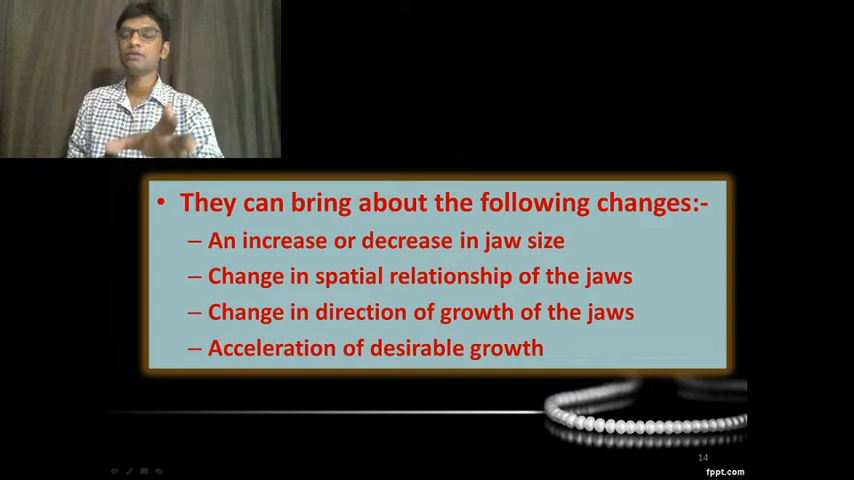 • They can bring about the following changes:-
– An increase or decrease in jaw size
– Change in spatial relationship of the jaws
– Change in direction of growth of the jaws
– Acceleration of desirable growth
14
fppt.com